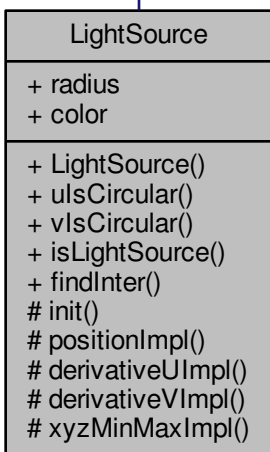 LightSource
+ radius
+ color
+ LightSource()
+ uIsCircular()
+ vIsCircular()
+ isLightSource()
+ findInter()
# init()
# positionImpl()
# derivativeUImpl()
# derivativeVImpl()
# xyzMinMaxImpl()